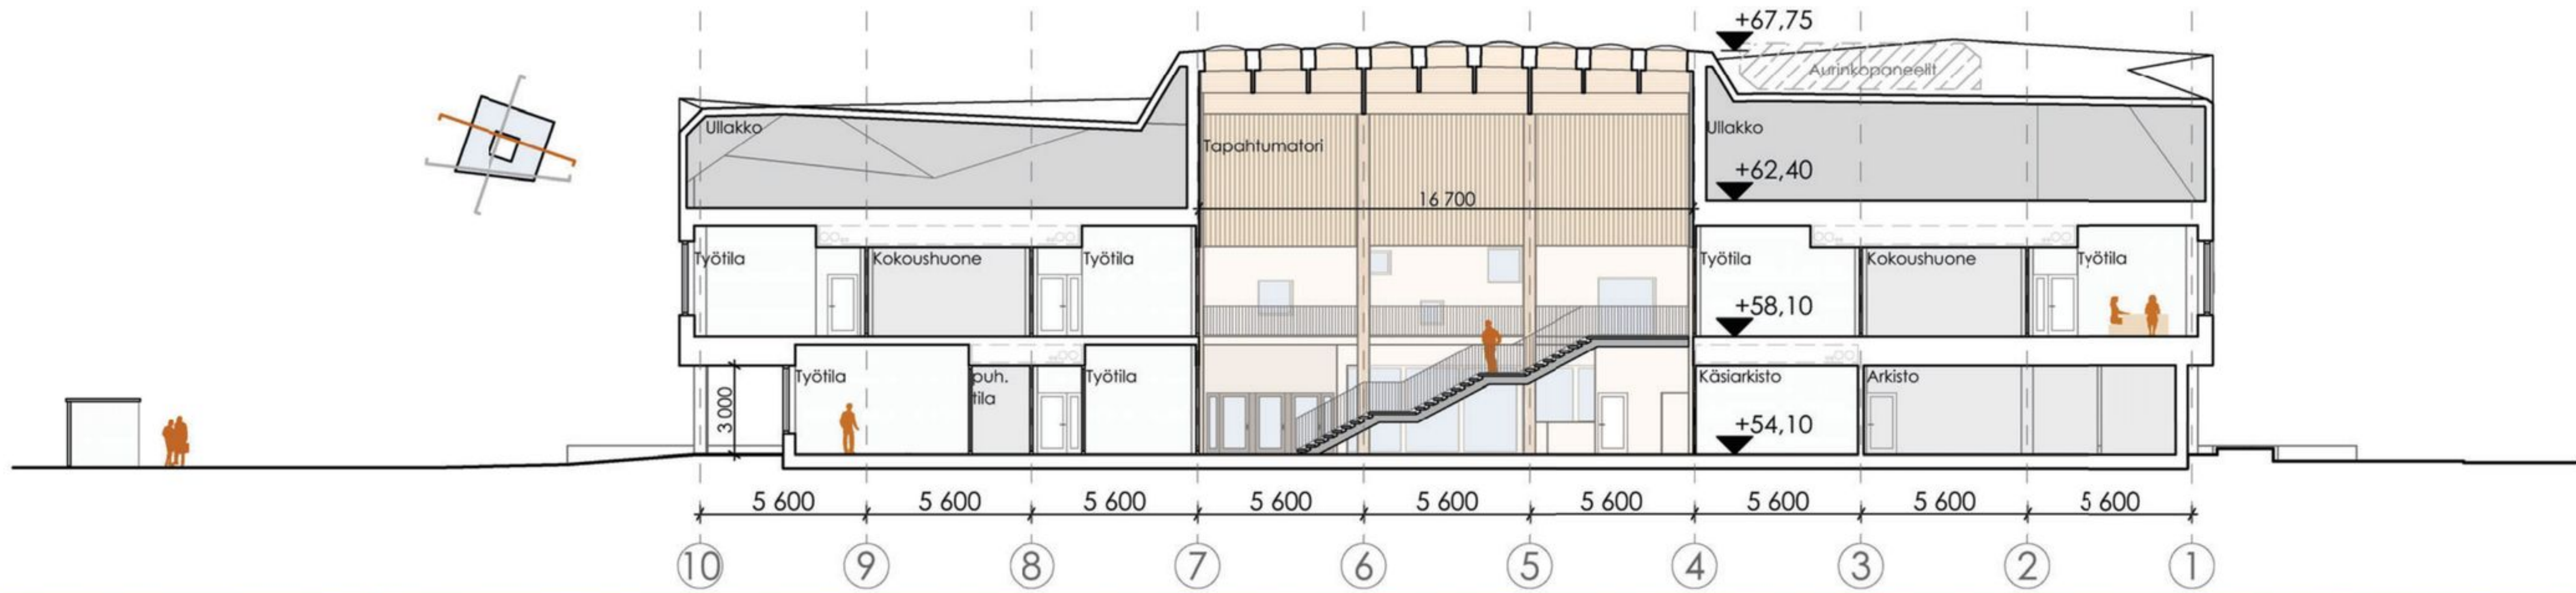 +67,75
Aurinkopaneelit
Ullakko
Tapahtumatori
Ullakko
+62,40
16 700
Työtila
Kokoushuone
Työtila
Työtila
Kokoushuone
Työtila
+58,10
Työtila
puh.
tila
Työtila
Käsiarkisto
Arkisto
3 000
+54,10
5 600 5 600 5 600 5 600 5 600 5 600 5 600 5 600 5 600
10 9 8 7 6 5 4 3 2 1